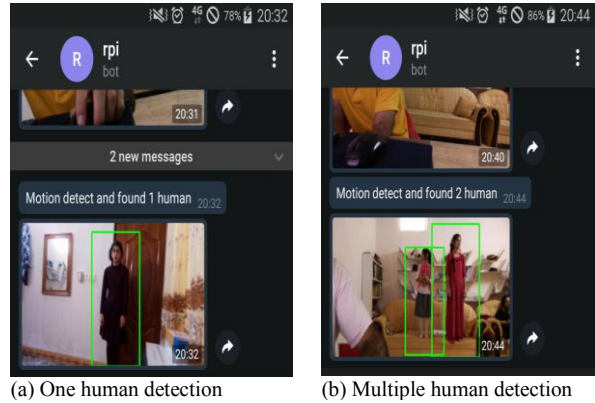 4G 78% 20:32
R rpi
bot
20:31
2 new messages
Motion detect and found 1 human 20:32
20:32
(a) One human detection
4G 86% 20:44
R rpi
bot
20:40
Motion detect and found 2 human 20:44
20:44
(b) Multiple human detection